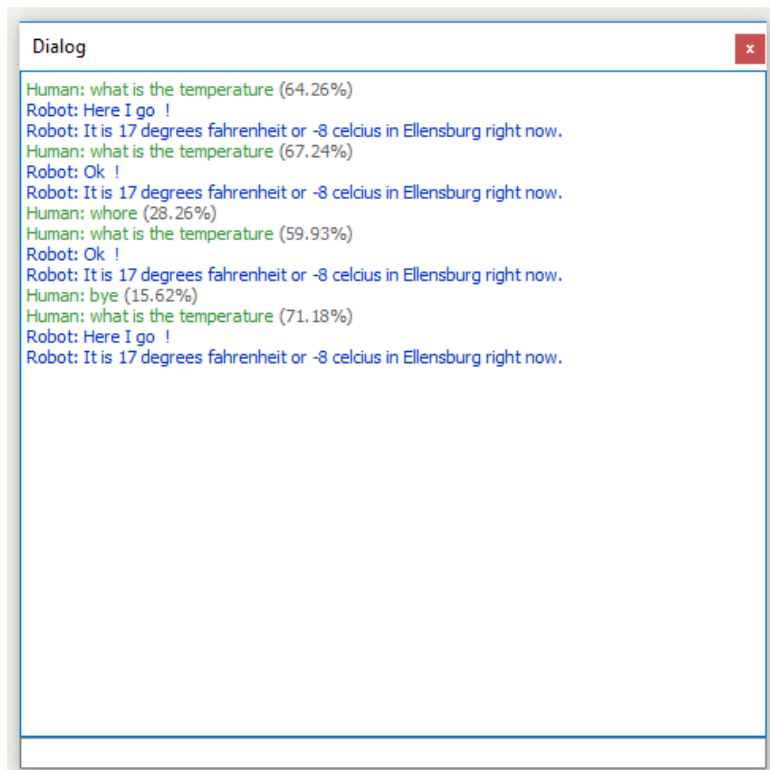 Dialog
x
Human: what is the temperature (64.26%)
Robot: Here I go  !
Robot: It is 17 degrees fahrenheit or -8 celcius in Ellensburg right now.
Human: what is the temperature (67.24%)
Robot: Ok  !
Robot: It is 17 degrees fahrenheit or -8 celcius in Ellensburg right now.
Human: whore (28.26%)
Human: what is the temperature (59.93%)
Robot: Ok  !
Robot: It is 17 degrees fahrenheit or -8 celcius in Ellensburg right now.
Human: bye (15.62%)
Human: what is the temperature (71.18%)
Robot: Here I go  !
Robot: It is 17 degrees fahrenheit or -8 celcius in Ellensburg right now.